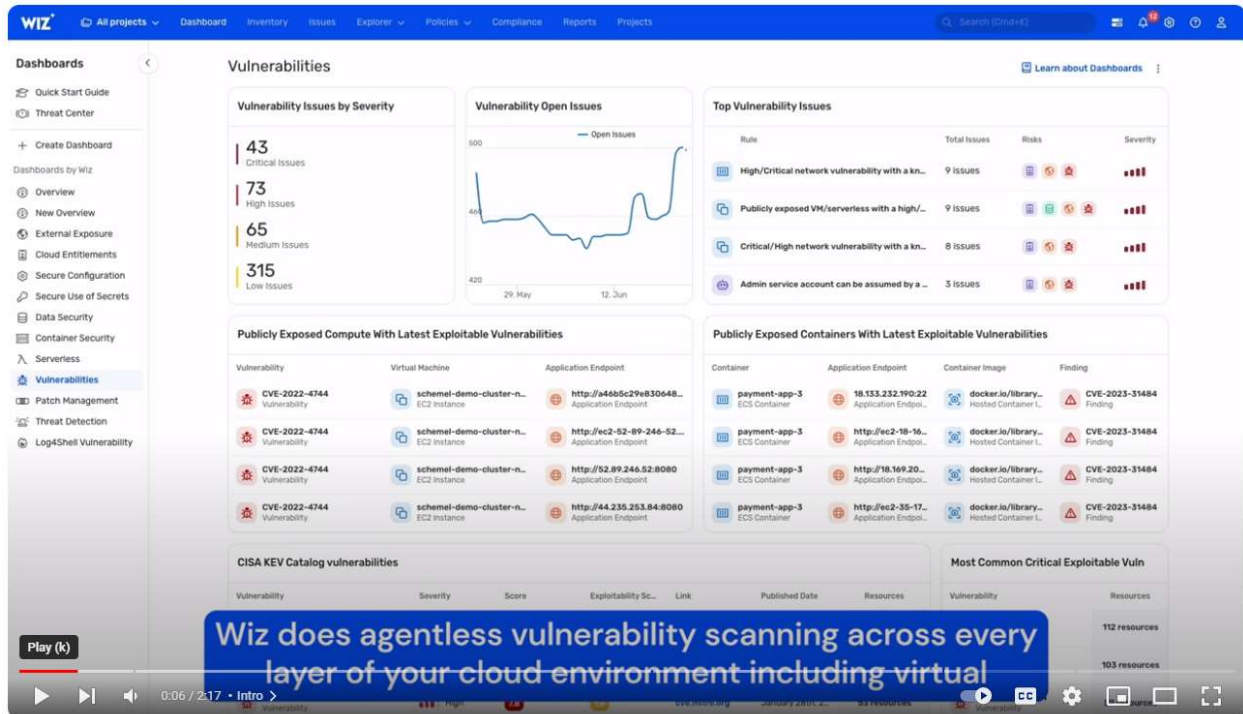 WIZ
All projects
Dashboard
Inventory
Issues
Explorer
Policies
Compliance
Reports
Projects
Search (Cmd+K)
12
Dashboards
Quick Start Guide
Threat Center
+ Create Dashboard
Dashboards by Wiz
Overview
New Overview
External Exposure
Cloud Entitlements
Secure Configuration
Secure Use of Secrets
Data Security
Container Security
Serverless
Vulnerabilities
Patch Management
Threat Detection
Log4Shell Vulnerability
Vulnerabilities
Learn about Dashboards
Vulnerability Issues by Severity
43
Critical Issues
73
High Issues
65
Medium Issues
315
Low Issues
Vulnerability Open Issues
Open Issues
500
460
420
29. May
12. Jun
Top Vulnerability Issues
Rule Total Issues Risks Severity
High/Critical network vulnerability with a kn... 9 issues
Publicly exposed VM/serverless with a high/... 9 issues
Critical/High network vulnerability with a kn... 8 issues
Admin service account can be assumed by a ... 3 issues
Publicly Exposed Compute With Latest Exploitable Vulnerabilities
Vulnerability Virtual Machine Application Endpoint
CVE-2022-4744 schemel-demo-cluster-n... http://a46b5c29e830648...
Vulnerability EC2 Instance Application Endpoint
CVE-2022-4744 schemel-demo-cluster-n... http://ec2-52-89-246-52....
Vulnerability EC2 Instance Application Endpoint
CVE-2022-4744 schemel-demo-cluster-n... http://52.89.246.52:8080
Vulnerability EC2 Instance Application Endpoint
CVE-2022-4744 schemel-demo-cluster-n... http://44.235.253.84:8080
Vulnerability EC2 Instance Application Endpoint
Publicly Exposed Containers With Latest Exploitable Vulnerabilities
Container Application Endpoint Container Image Finding
payment-app-3 18.133.232.190:22 docker.io/library... CVE-2023-31484
ECS Container Application Endpoi... Hosted Container I... Finding
payment-app-3 http://ec2-18-16... docker.io/library... CVE-2023-31484
ECS Container Application Endpoi... Hosted Container I... Finding
payment-app-3 http://18.169.20... docker.io/library... CVE-2023-31484
ECS Container Application Endpoi... Hosted Container I... Finding
payment-app-3 http://ec2-35-17... docker.io/library... CVE-2023-31484
ECS Container Application Endpoi... Hosted Container I... Finding
CISA KEV Catalog vulnerabilities
Vulnerability Severity Score Exploitability Sc... Link Published Date Resources
Most Common Critical Exploitable Vuln
Vulnerability Resources
112 resources
103 resources
Wiz does agentless vulnerability scanning across every
layer of your cloud environment including virtual
Play (k)
0:06 / 2:17 • Intro
CC
Vulnerability High